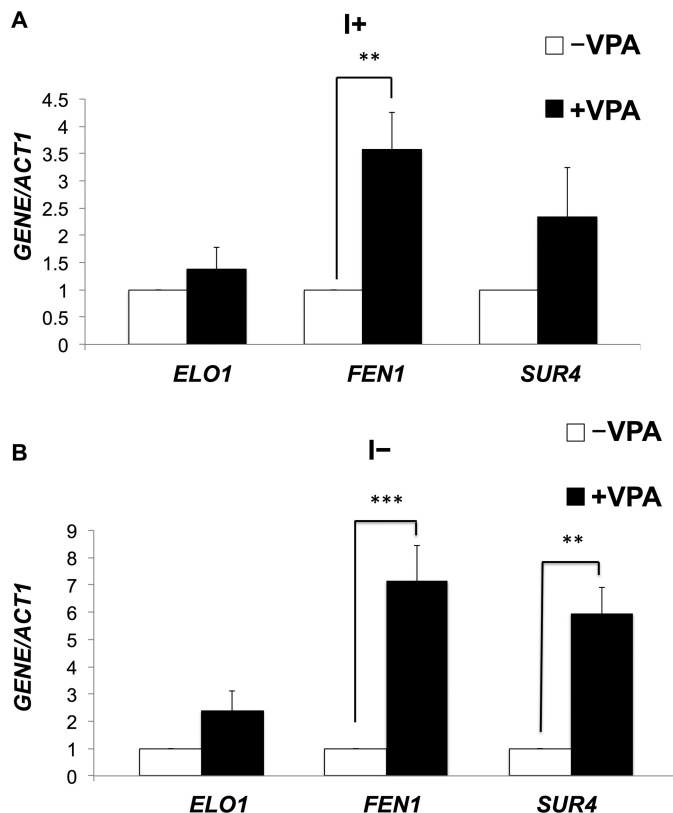 A
I+
−VPA
+VPA
**
GENE/ACT1
4.5
4
3.5
3
2.5
2
1.5
1
0.5
0
ELO1 FEN1 SUR4
B
I−
−VPA
+VPA
***
**
GENE/ACT1
9
8
7
6
5
4
3
2
1
0
ELO1 FEN1 SUR4